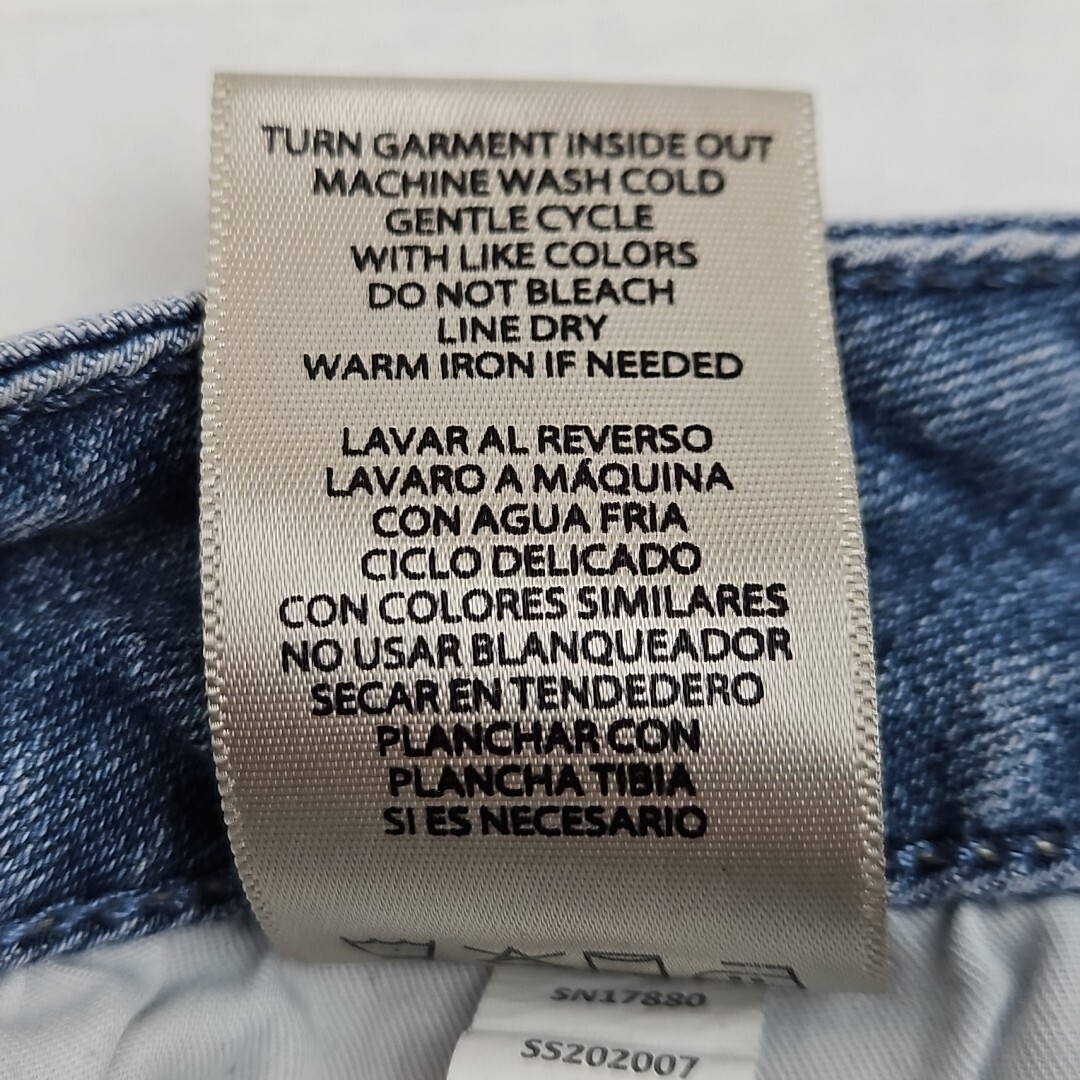 TURN GARMENT INSIDE OUT
MACHINE WASH COLD
GENTLE CYCLE
WITH LIKE COLORS
DO NOT BLEACH
LINE DRY
WARM IRON IF NEEDED
LAVAR AL REVERSO
LAVARO A MÁQUINA
CON AGUA FRIA
CICLO DELICADO
CON COLORES SIMILARES
NO USAR BLANQUEADOR
SECAR EN TENDEDERO
PLANCHAR CON
PLANCHA TIBIA
SI ES NECESARIO
SN17880
SS202007